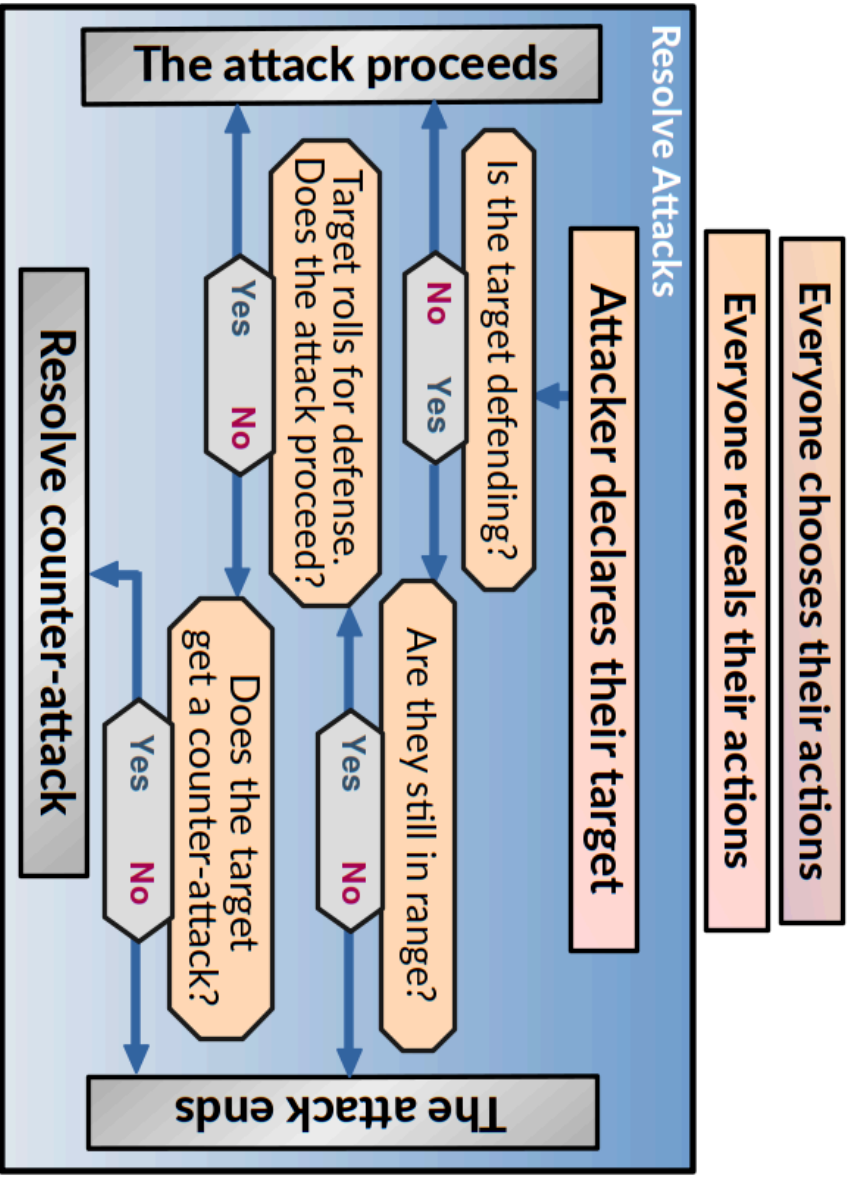 Everyone chooses their actions
Everyone reveals their actions
Resolve Attacks
Attacker declares their target
Is the target defending?
No Yes
Are they still in range?
Yes No
Target rolls for defense.
Does the attack proceed?
Yes No
Does the target
get a counter-attack?
Yes No
The attack proceeds
The attack ends
Resolve counter-attack